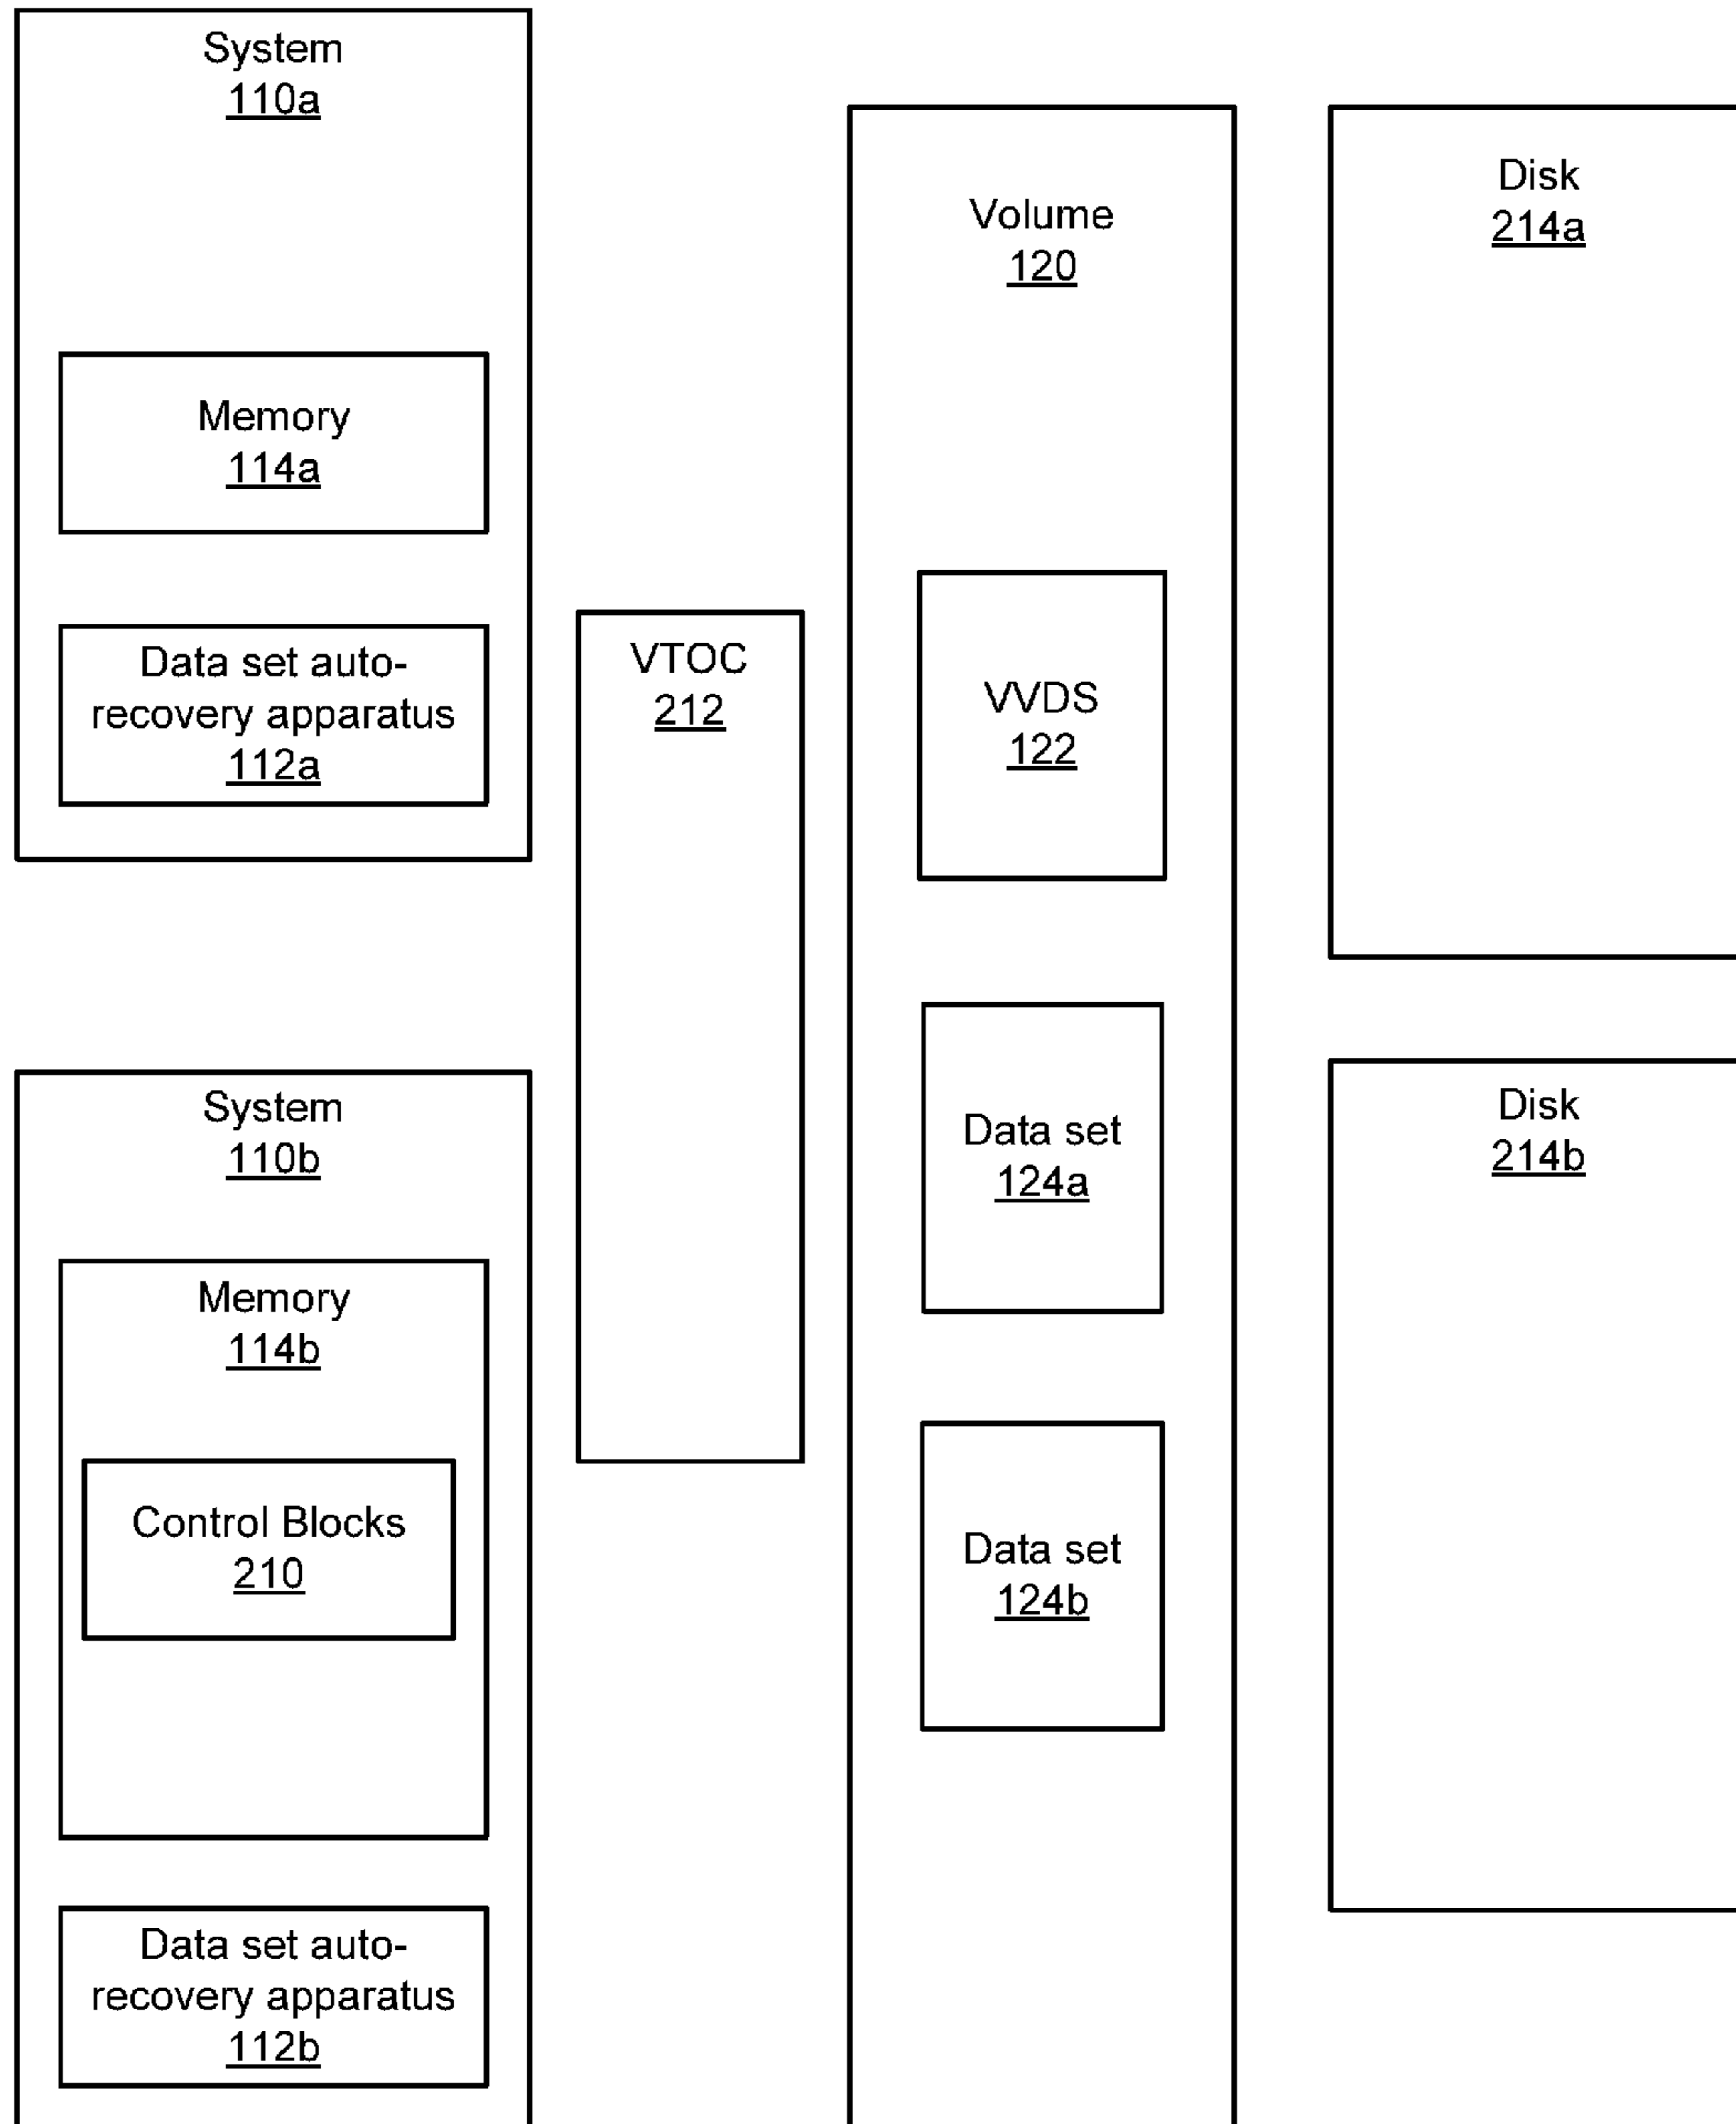 System
110a
Memory
114a
Data set auto-
recovery apparatus
112a
System
110b
Memory
114b
Control Blocks
210
Data set auto-
recovery apparatus
112b
VTOC
212
Volume
120
VVDS
122
Data set
124a
Data set
124b
Disk
214a
Disk
214b